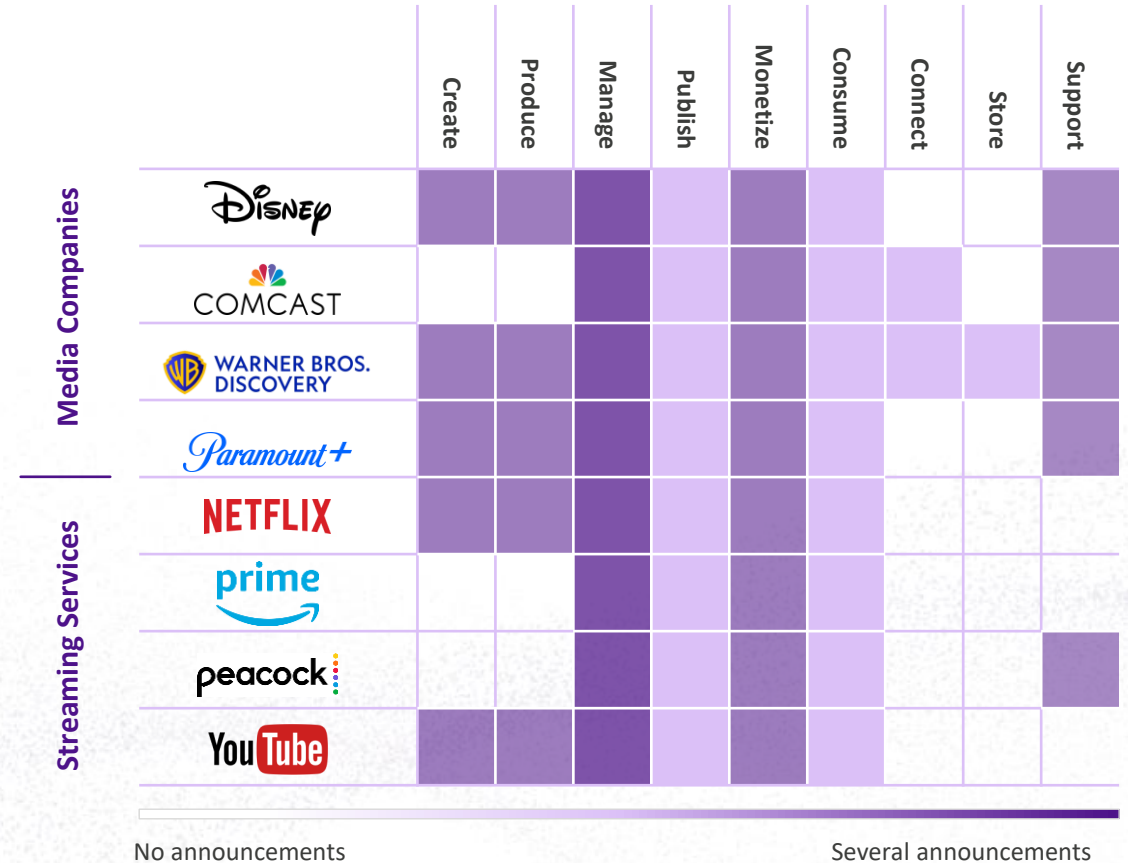 Create
Produce
Manage
Publish
Monetize
Consume
Connect
Store
Support
Media Companies
Disney
COMCAST
WB
WARNER BROS.
DISCOVERY
Paramount+
Streaming Services
NETFLIX
prime
peacock
YouTube
No announcements
Several announcements